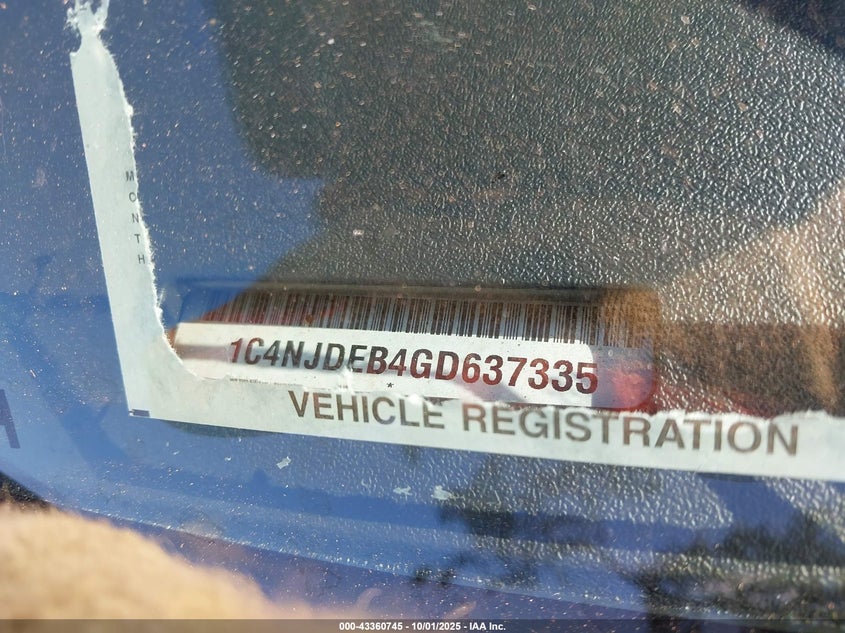 MONTH
1C4NJDEB4GD637335
*
VEHICLE REGISTRATION
000-43360745 - 10/01/2025 - IAA Inc.